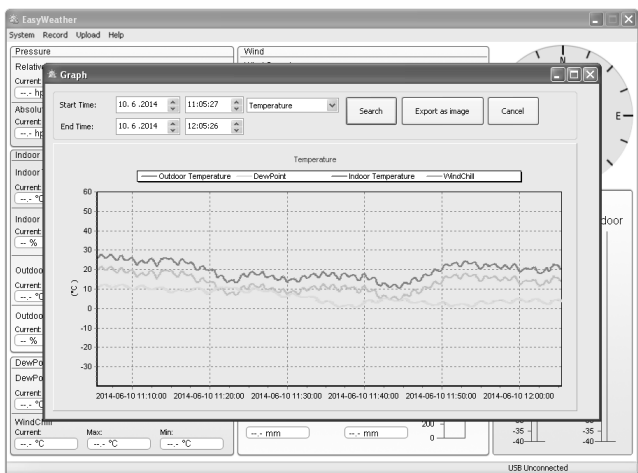 EasyWeather
System Record Upload Help
Pressure
Wind
Relative
Current:
--.- hp
Absolu
Current:
--.- hp
N
E
Graph
Start Time: 10. 6 .2014 11:05:27 Temperature Search Export as image Cancel
End Time: 10. 6 .2014 12:05:26
Temperature
Outdoor Temperature DewPoint Indoor Temperature WindChill
60
50
40
30
20
10
0
-10
-20
-30
(°C )
2014-06-10 11:10:00 2014-06-10 11:20:00 2014-06-10 11:30:00 2014-06-10 11:40:00 2014-06-10 11:50:00 2014-06-10 12:00:00
Indoor
Indoor
Current:
--.- °C
Indoor
Current:
-- %
Outdoo
Current:
--.- °C
Outdoo
Current:
-- %
door
DewPo
DewPo
Current:
--.- °C
WindChill
Current: Max: Min:
--.- °C --.- °C --.- °C
--.- mm --.- mm
200
0
-35 -35
-40 -40
USB Unconnected